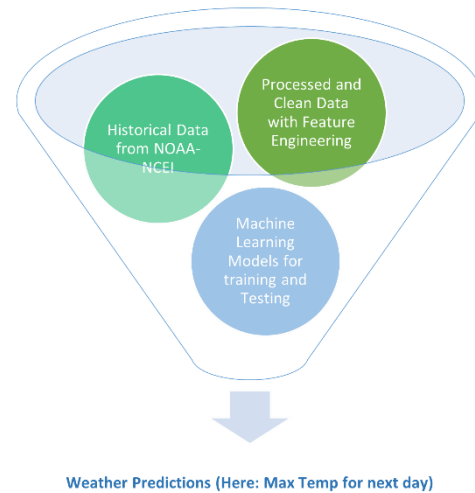 Historical Data
from NOAA-
NCEI
Processed and
Clean Data
with Feature
Engineering
Machine
Learning
Models for
training and
Testing
Weather Predictions (Here: Max Temp for next day)